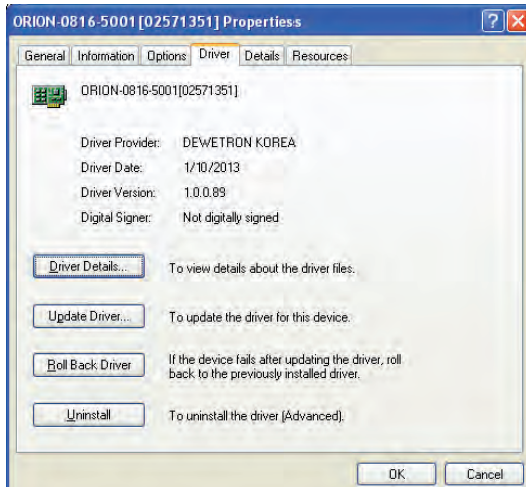 ORION-0816-5001 [02571351] Properties
General Information Options Driver Details Resources
ORION-0816-5001[02571351]
Driver Provider: DEWETRON KOREA
Driver Date: 1/10/2013
Driver Version: 1.0.0.89
Digital Signer: Not digitally signed
Driver Details... To view details about the driver files.
Update Driver... To update the driver for this device.
Roll Back Driver If the device fails after updating the driver, roll
back to the previously installed driver.
Uninstall To uninstall the driver (Advanced).
OK Cancel